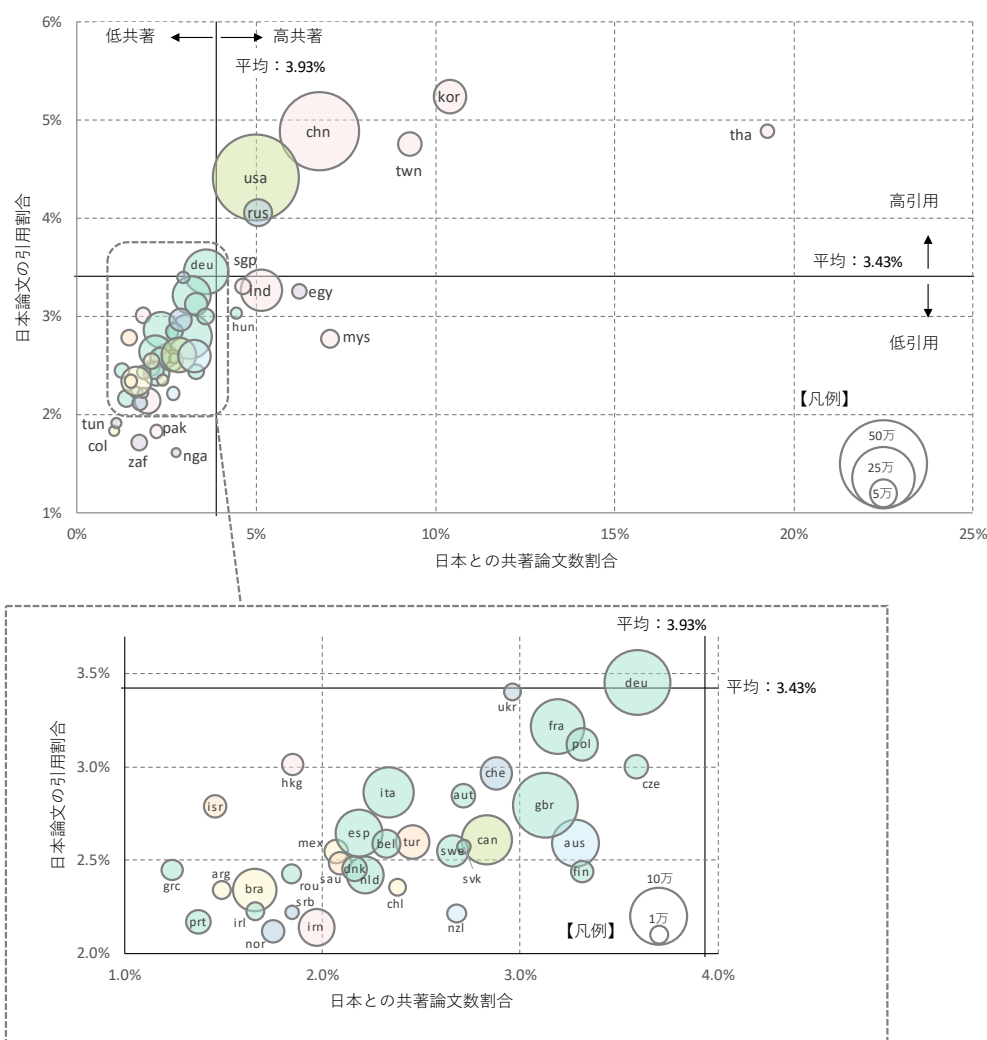 6%
低共著
高共著
平均：3.93%
kor
5%
chn
tha
twn
usa
高引用
4%
rus
deu
sgp
平均：3.43%
ind
egy
3%
hun
mys
低引用
【凡例】
2%
tun
pak
col
zaf
nga
50万
25万
5万
1%
0%
5%
10%
15%
20%
25%
日本論文の引用割合
日本との共著論文数割合
平均：3.93%
3.5%
deu
平均：3.43%
ukr
fra
pol
3.0%
hkg
che
cze
isr
ita
aut
gbr
esp
mex
bel
tur
can
aus
2.5%
swe
svk
fin
grc
arg
bra
sau
dnk
nld
rou
chl
10万
prt
irl
srb
nor
irn
nzl
【凡例】
1万
2.0%
1.0%
2.0%
3.0%
4.0%
日本論文の引用割合
日本との共著論文数割合